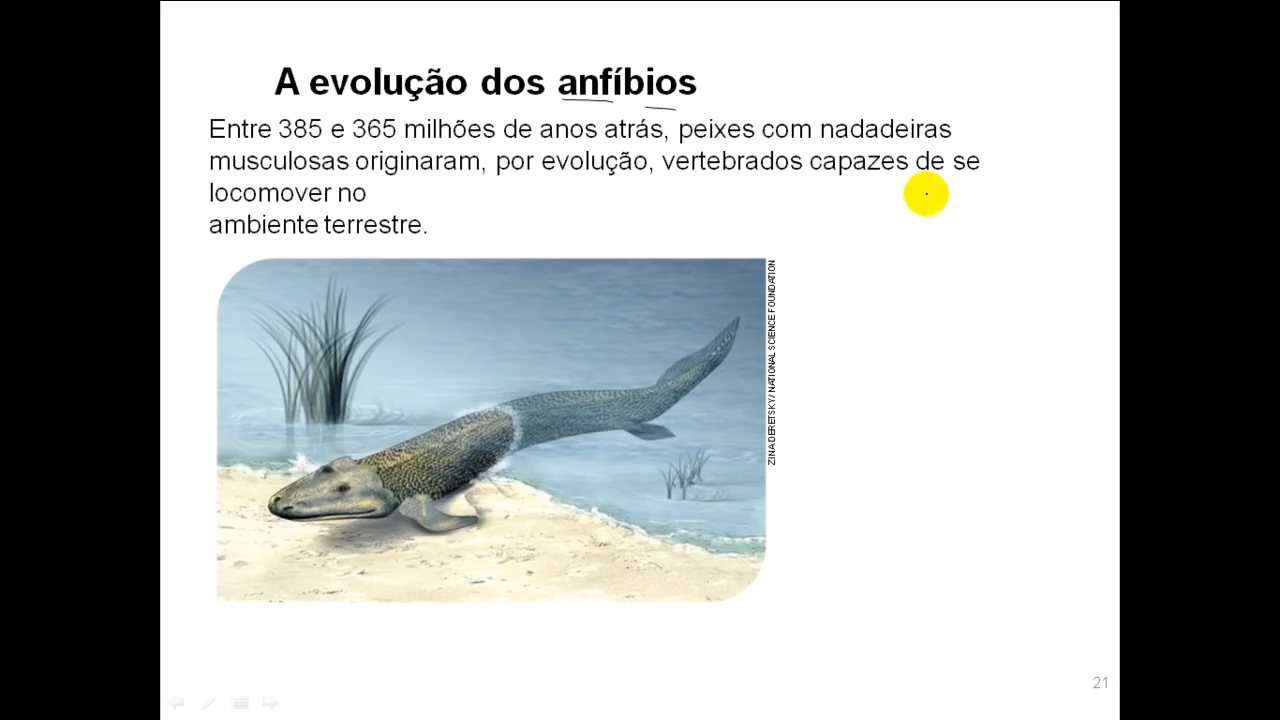 A evolução dos anfíbios
Entre 385 e 365 milhões de anos atrás, peixes com nadadeiras
musculosas originaram, por evolução, vertebrados capazes de se
locomover no
ambiente terrestre.
ZINA DERETSKY/ NATIONAL SCIENCE FOUNDATION
21